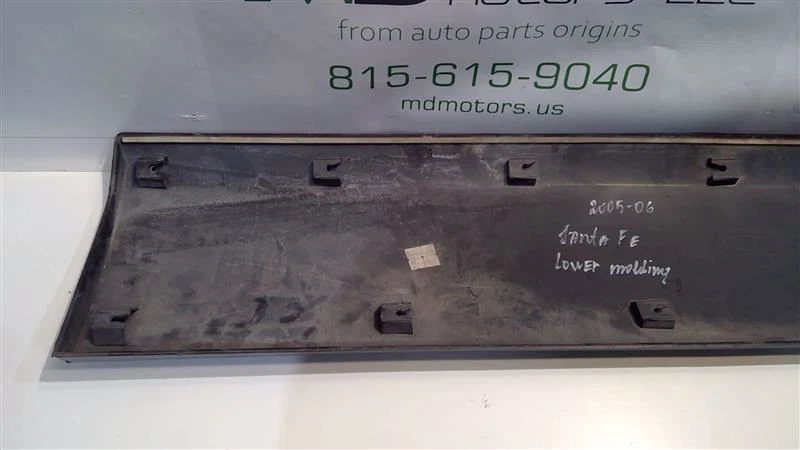 from auto parts origins
815-615-9040
mdmotors.us
2005-06
Santa FE
Lower molding